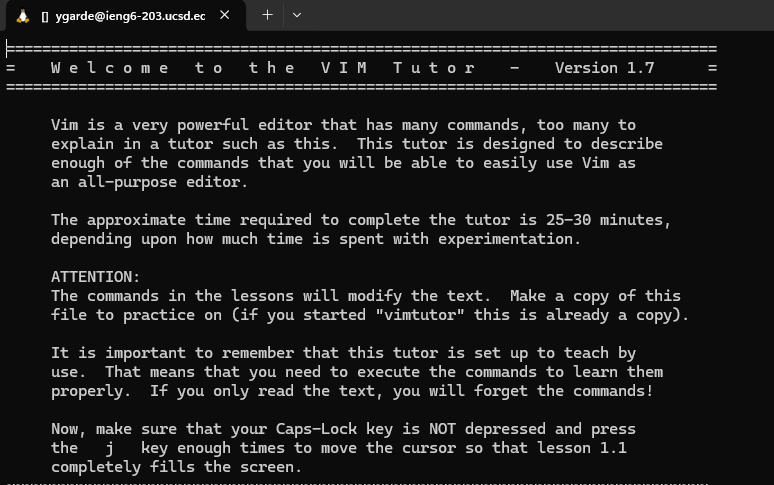 [] ygarde@ieng6-203.ucsd.ec
===============================================================================
=    W e l c o m e   t o   t h e   V I M   T u t o r    -    Version 1.7      =
===============================================================================
Vim is a very powerful editor that has many commands, too many to
explain in a tutor such as this.  This tutor is designed to describe
enough of the commands that you will be able to easily use Vim as
an all-purpose editor.
The approximate time required to complete the tutor is 25-30 minutes,
depending upon how much time is spent with experimentation.
ATTENTION:
The commands in the lessons will modify the text.  Make a copy of this
file to practice on (if you started "vimtutor" this is already a copy).
It is important to remember that this tutor is set up to teach by
use.  That means that you need to execute the commands to learn them
properly.  If you only read the text, you will forget the commands!
Now, make sure that your Caps-Lock key is NOT depressed and press
the   j   key enough times to move the cursor so that lesson 1.1
completely fills the screen.